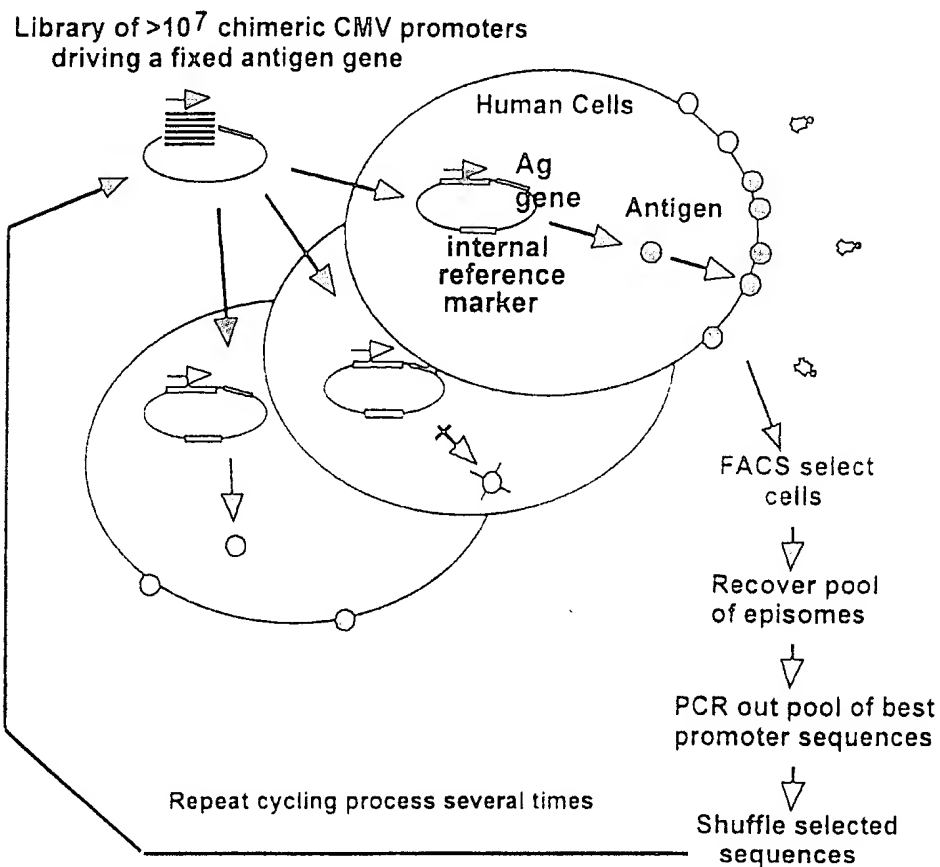 Library of >10⁷ chimeric CMV promoters
driving a fixed antigen gene
Human Cells
Ag
gene
Antigen
internal
reference
marker
FACS select
cells
Recover pool
of episomes
PCR out pool of best
promoter sequences
Repeat cycling process several times
Shuffle selected
sequences